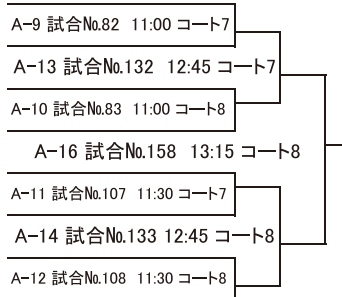 A-9 試合№82 11:00 コート7
A-13 試合№132 12:45 コート7
A-10 試合№83 11:00 コート8
A-16 試合№158 13:15 コート8
A-11 試合№107 11:30 コート7
A-14 試合№133 12:45 コート8
A-12 試合№108 11:30 コート8